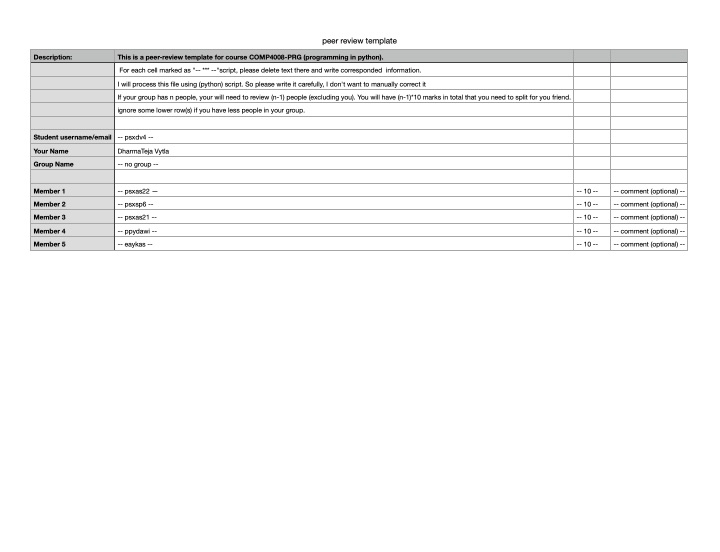 peer review template
Description: This is a peer-review template for course COMP4008-PRG (programming in python).
For each cell marked as "-- *** --"script, please delete text there and write corresponded information.
I will process this file using (python) script. So please write it carefully, I don't want to manually correct it
If your group has n people, your will need to review (n-1) people (excluding you). You will have (n-1)*10 marks in total that you need to split for you friend.
ignore some lower row(s) if you have less people in your group.
Student username/email -- psxdv4 --
Your Name DharmaTeja Vytla
Group Name -- no group --
Member 1 -- psxas22 -- -- 10 -- -- comment (optional) --
Member 2 -- psxsp6 -- -- 10 -- -- comment (optional) --
Member 3 -- psxas21 -- -- 10 -- -- comment (optional) --
Member 4 -- ppydawi -- -- 10 -- -- comment (optional) --
Member 5 -- eaykas -- -- 10 -- -- comment (optional) --